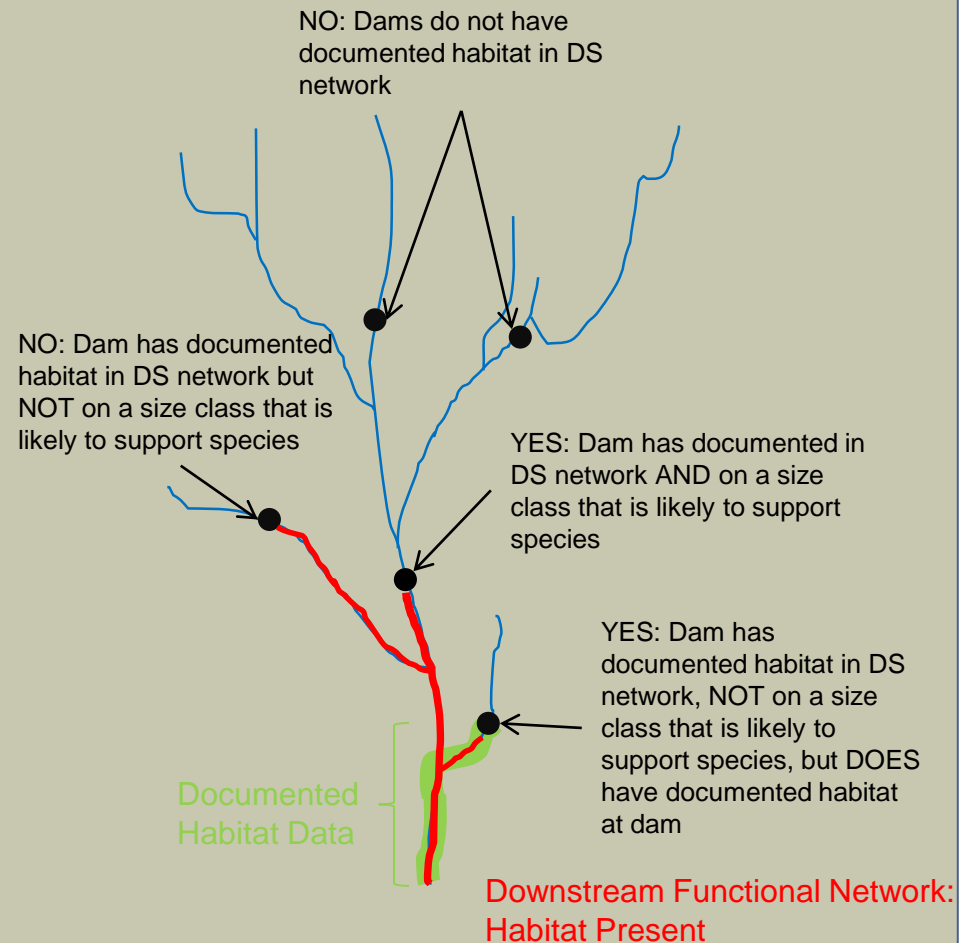 NO: Dams do not have
documented habitat in DS
network
NO: Dam has documented
habitat in DS network but
NOT on a size class that is
likely to support species
YES: Dam has documented in
DS network AND on a size
class that is likely to support
species
YES: Dam has
documented habitat in DS
network, NOT on a size
class that is likely to
support species, but DOES
have documented habitat
at dam
Documented
Habitat Data
Downstream Functional Network:
Habitat Present